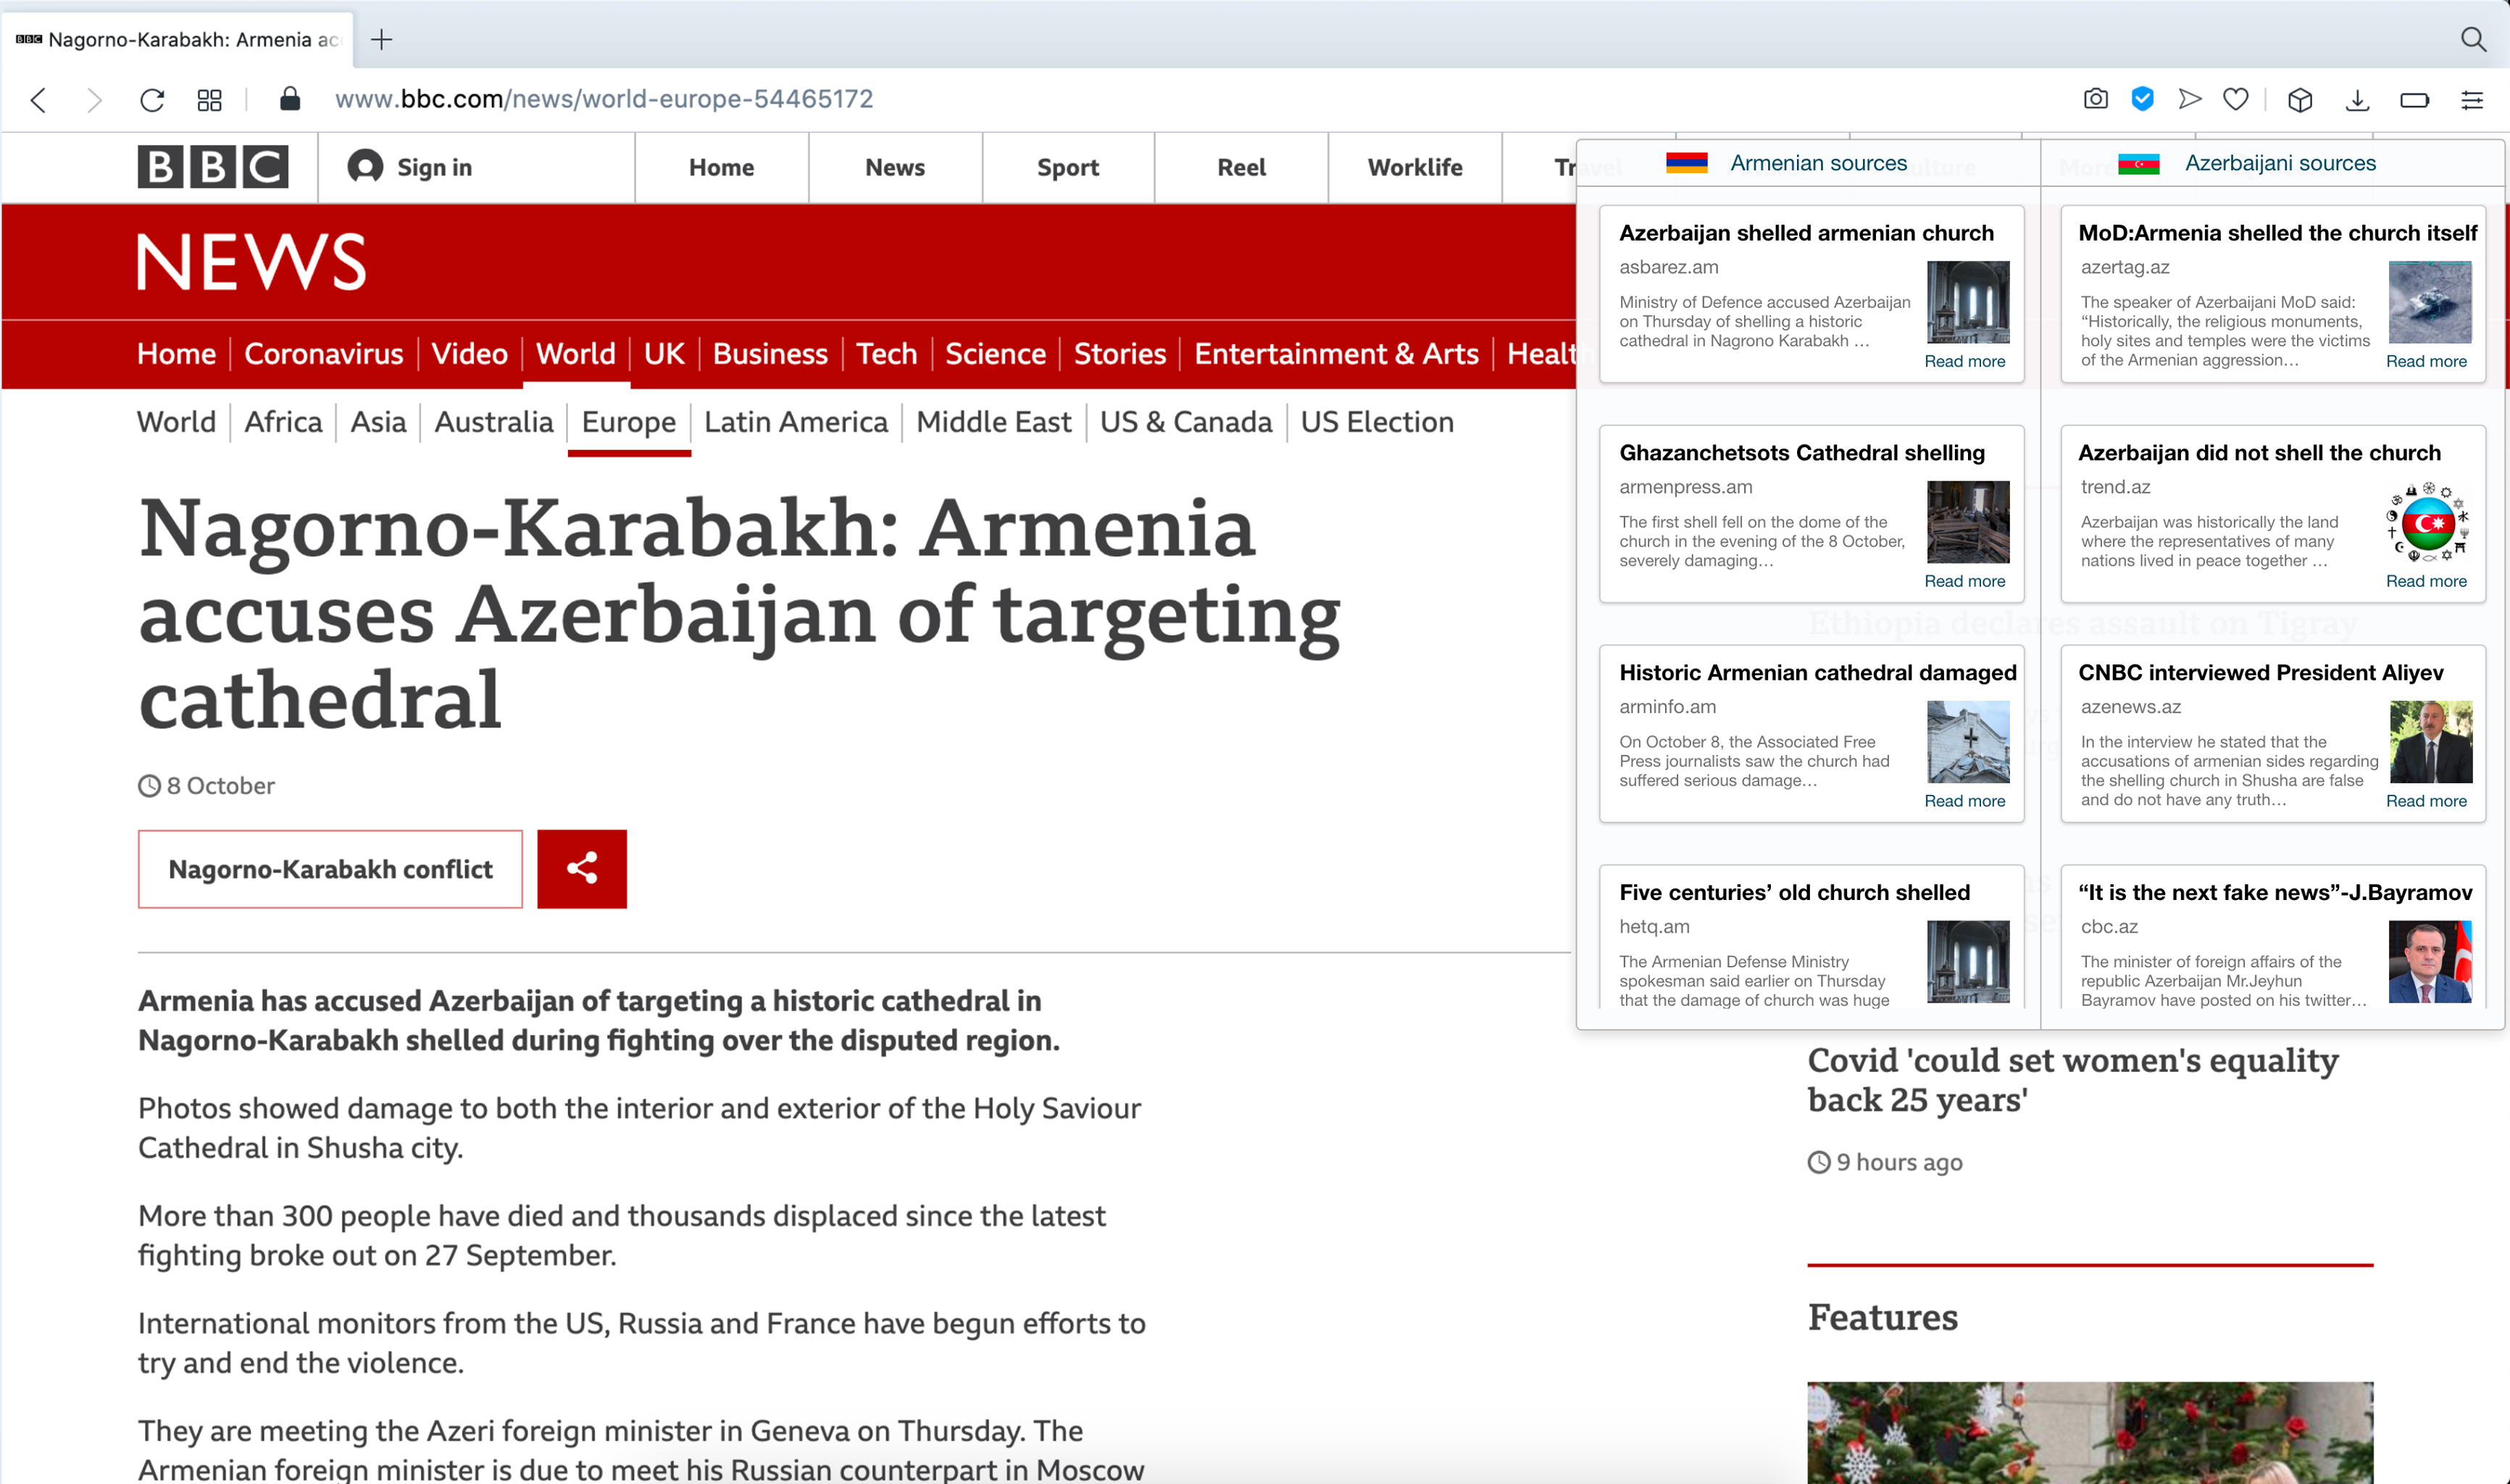 BBC Nagorno-Karabakh: Armenia ac
www.bbc.com/news/world-europe-54465172
BBC
Sign in
Home
News
Sport
Reel
Worklife
Travel
Culture
More
NEWS
Home
Coronavirus
Video
World
UK
Business
Tech
Science
Stories
Entertainment & Arts
Health
World
Africa
Asia
Australia
Europe
Latin America
Middle East
US & Canada
US Election
Nagorno-Karabakh: Armenia
accuses Azerbaijan of targeting
cathedral
8 October
Nagorno-Karabakh conflict
Armenia has accused Azerbaijan of targeting a historic cathedral in
Nagorno-Karabakh shelled during fighting over the disputed region.
Photos showed damage to both the interior and exterior of the Holy Saviour
Cathedral in Shusha city.
More than 300 people have died and thousands displaced since the latest
fighting broke out on 27 September.
International monitors from the US, Russia and France have begun efforts to
try and end the violence.
They are meeting the Azeri foreign minister in Geneva on Thursday. The
Armenian foreign minister is due to meet his Russian counterpart in Moscow
Armenian sources
Azerbaijan shelled armenian church
asbarez.am
Ministry of Defence accused Azerbaijan
on Thursday of shelling a historic
cathedral in Nagrono Karabakh ...
Read more
Ghazanchetsots Cathedral shelling
armenpress.am
The first shell fell on the dome of the
church in the evening of the 8 October,
severely damaging...
Read more
Historic Armenian cathedral damaged
arminfo.am
On October 8, the Associated Free
Press journalists saw the church had
suffered serious damage...
Read more
Five centuries’ old church shelled
hetq.am
The Armenian Defense Ministry
spokesman said earlier on Thursday
that the damage of church was huge
Azerbaijani sources
MoD:Armenia shelled the church itself
azertag.az
The speaker of Azerbaijani MoD said:
“Historically, the religious monuments,
holy sites and temples were the victims
of the Armenian aggression...
Read more
Azerbaijan did not shell the church
trend.az
Azerbaijan was historically the land
where the representatives of many
nations lived in peace together ...
Read more
CNBC interviewed President Aliyev
azenews.az
In the interview he stated that the
accusations of armenian sides regarding
the shelling church in Shusha are false
and do not have any truth...
Read more
“It is the next fake news”-J.Bayramov
cbc.az
The minister of foreign affairs of the
republic Azerbaijan Mr.Jeyhun
Bayramov have posted on his twitter...
Ethiopia declares assault on Tigray
Covid 'could set women's equality
back 25 years'
9 hours ago
Features